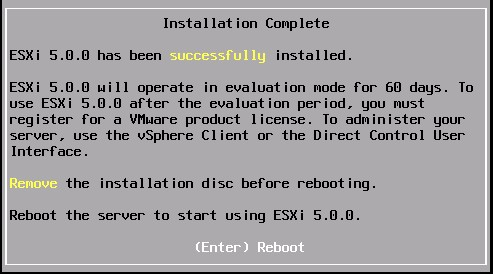 Installation Complete
ESXi 5.0.0 has been successfully installed.
ESXi 5.0.0 will operate in evaluation mode for 60 days. To
use ESXi 5.0.0 after the evaluation period, you must
register for a VMware product license. To administer your
server, use the vSphere Client or the Direct Control User
Interface.
Remove the installation disc before rebooting.
Reboot the server to start using ESXi 5.0.0.
(Enter) Reboot